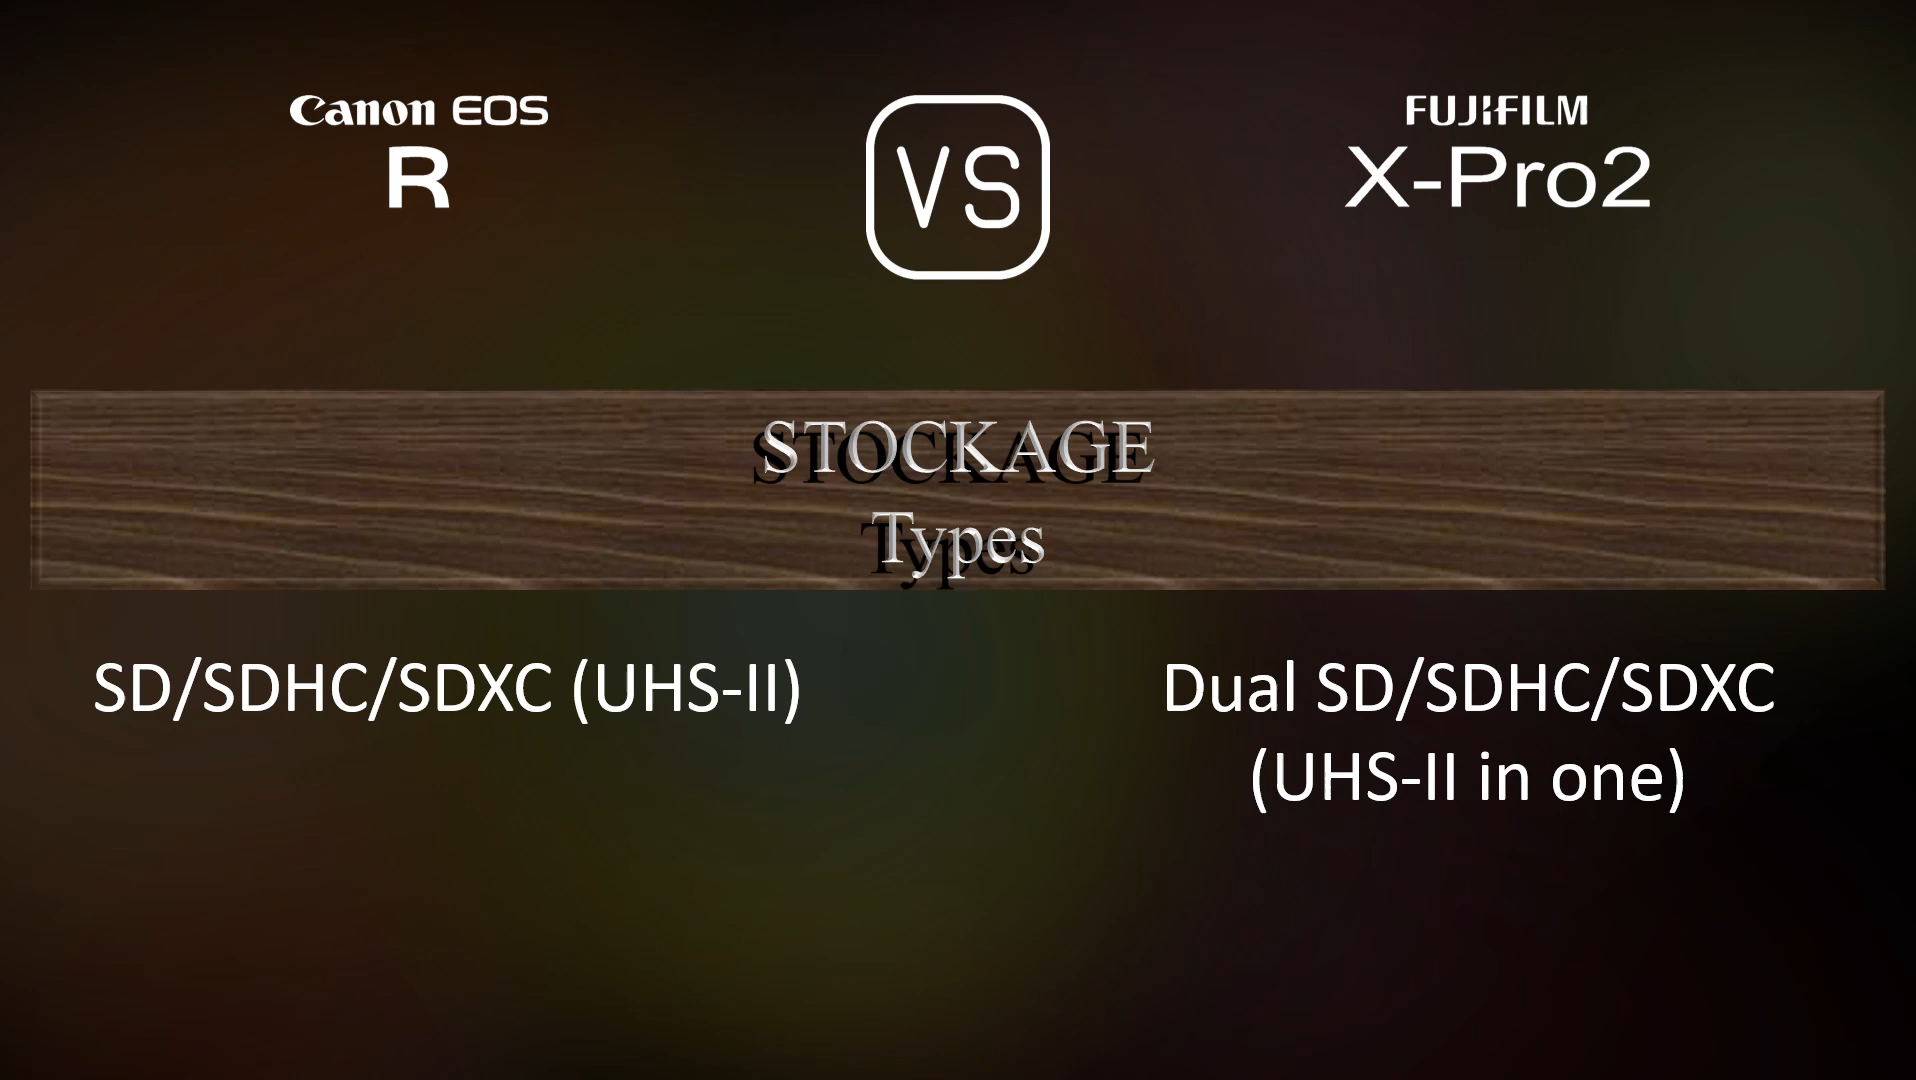 Canon EOS
R
VS
FUJIFILM
X-Pro2
STOCKAGE
Types
SD/SDHC/SDXC (UHS-II)
Dual SD/SDHC/SDXC
(UHS-II in one)